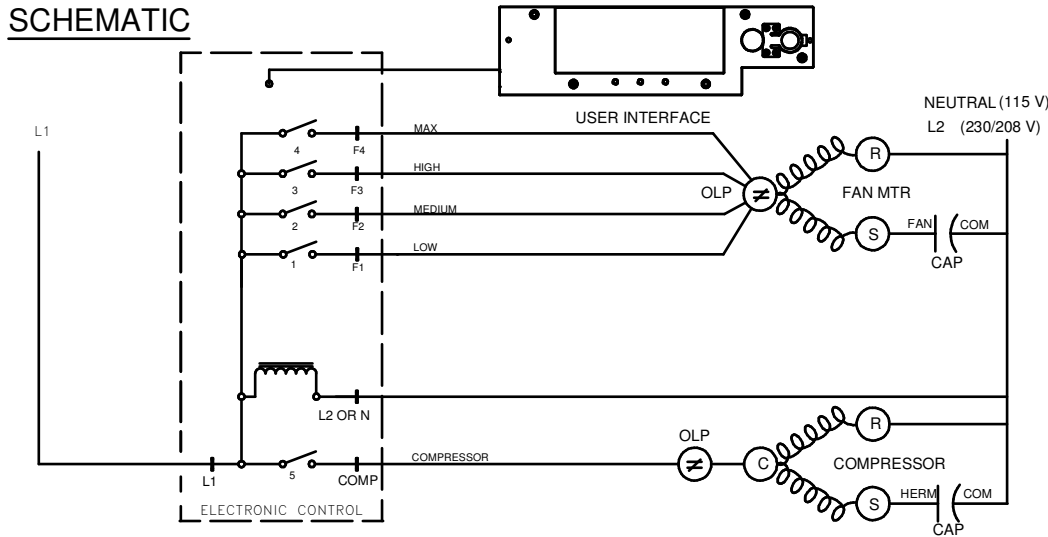 SCHEMATIC
USER INTERFACE
NEUTRAL (115 V)
L2 (230/208 V)
L1
MAX
4
F4
HIGH
3
F3
MEDIUM
2
F2
LOW
1
F1
OLP
R
FAN MTR
S
FAN
COM
CAP
L2 OR N
L1
5
COMP
COMPRESSOR
OLP
C
R
COMPRESSOR
S
HERM
COM
CAP
ELECTRONIC CONTROL